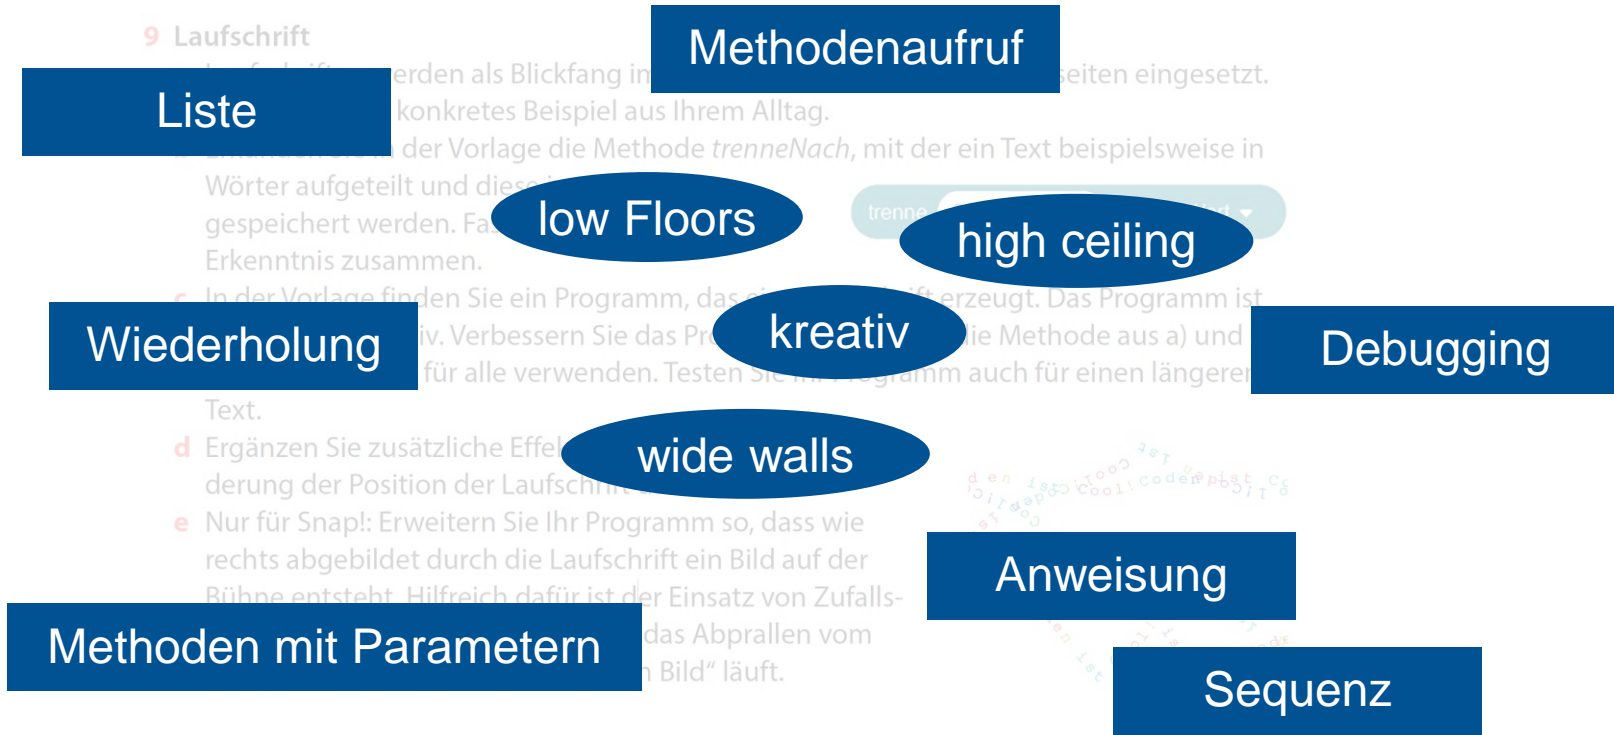 9 Laufschrift
Methodenaufruf
erden als Blickfang im
seiten eingesetzt.
Liste
konkretes Beispiel aus Ihrem Alltag.
der Vorlage die Methode trenneNach, mit der ein Text beispielsweise in
Wörter aufgeteilt und diese
low Floors
trenne
high ceiling
gespeichert werden.
Erkenntnis zusammen.
c In der Vorlage finden Sie ein Programm, das
erzeugt. Das Programm ist
Wiederholung
kreativ
iv. Verbessern Sie das
die Methode aus a) und
Debugging
für alle verwenden. Testen Sie Ihr Programm auch für einen längeren
Text.
d Ergänzen Sie zusätzliche
wide walls
derung der Position der Laufschrift
e Nur für Snap!: Erweitern Sie Ihr Programm so, dass wie
rechts abgebildet durch die Laufschrift ein Bild auf der
Anweisung
Bühne entsteht. Hilfreich dafür ist der Einsatz von Zufalls-
Methoden mit Parametern
das Abprallen vom
Bild“ läuft.
Sequenz